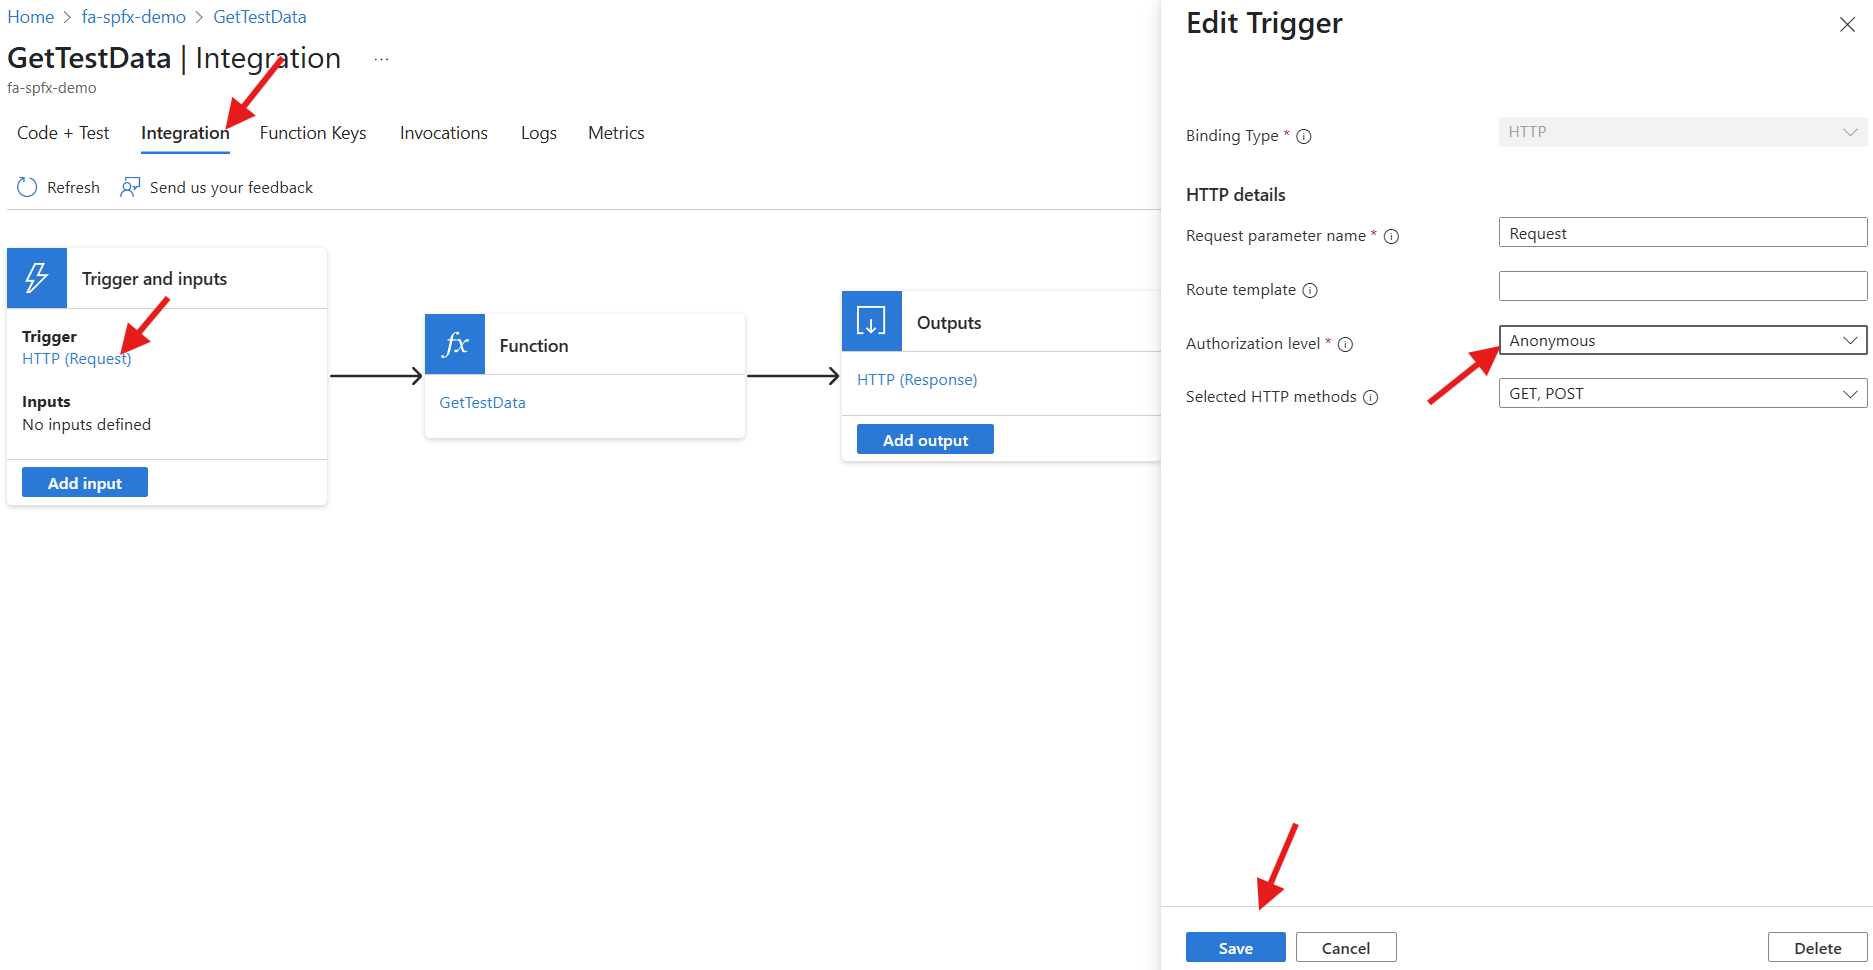 Home > fa-spfx-demo > GetTestData
GetTestData | Integration ...
fa-spfx-demo
Code + Test Integration Function Keys Invocations Logs Metrics
Refresh Send us your feedback
Trigger and inputs
Trigger
HTTP (Request)
Inputs
No inputs defined
Add input
fx Function
GetTestData
Outputs
HTTP (Response)
Add output
Edit Trigger
Binding Type * HTTP
HTTP details
Request parameter name * Request
Route template
Authorization level * Anonymous
Selected HTTP methods GET, POST
Save Cancel Delete